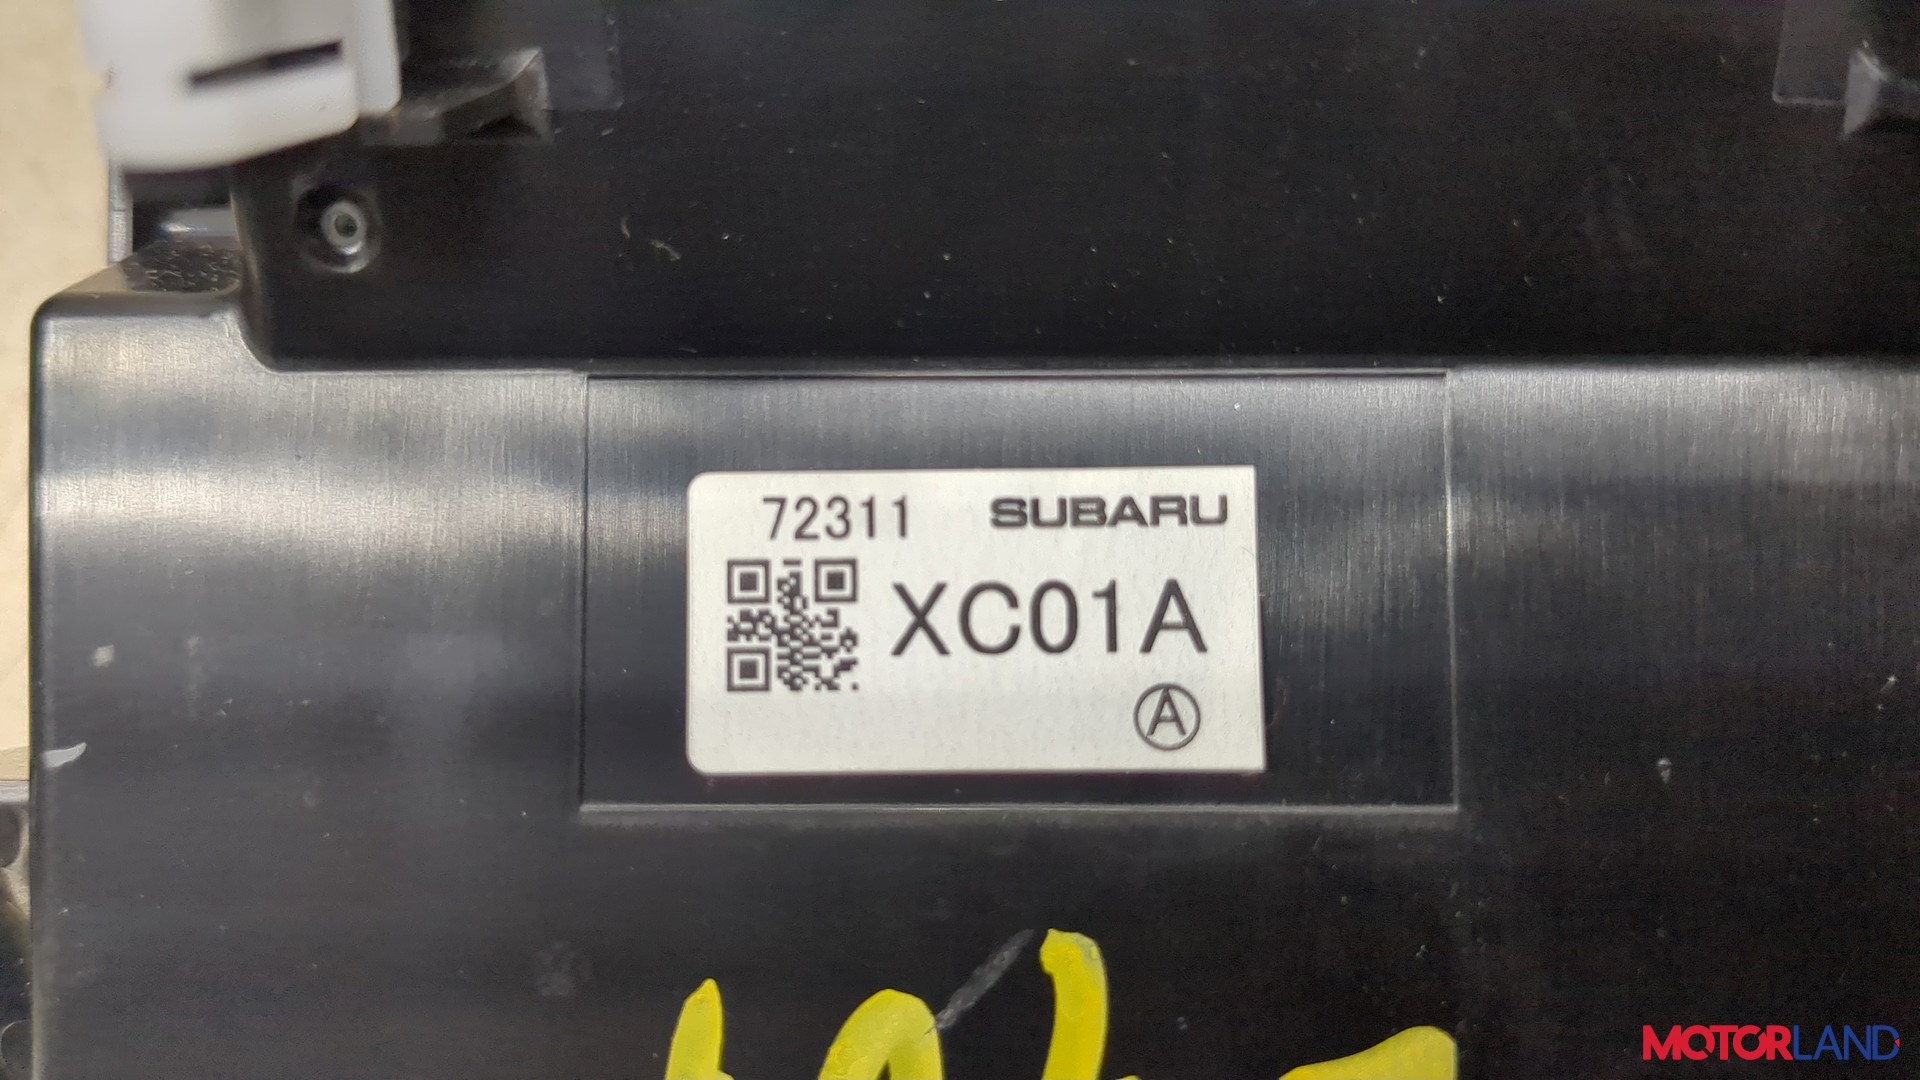 72311 SUBARU
XC01A
A
MOTORLAND